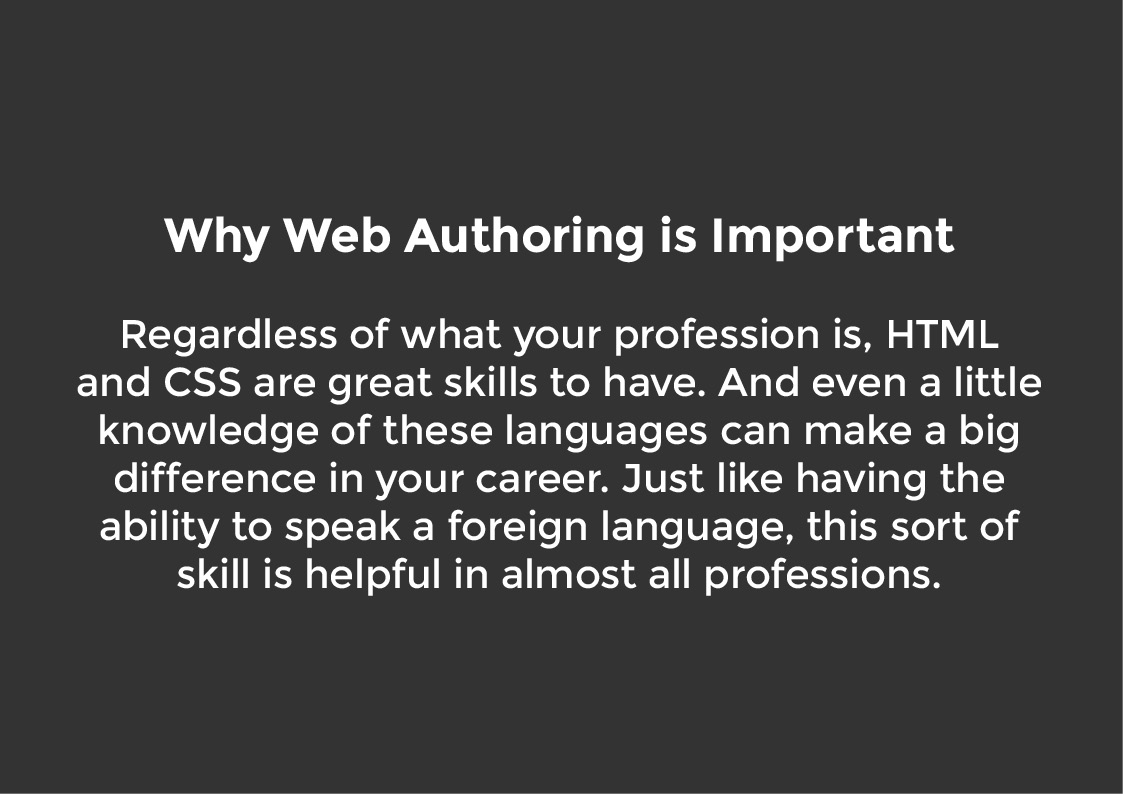 Why Web Authoring is Important
Regardless of what your profession is, HTML
and CSS are great skills to have. And even a little
knowledge of these languages can make a big
difference in your career. Just like having the
ability to speak a foreign language, this sort of
skill is helpful in almost all professions.